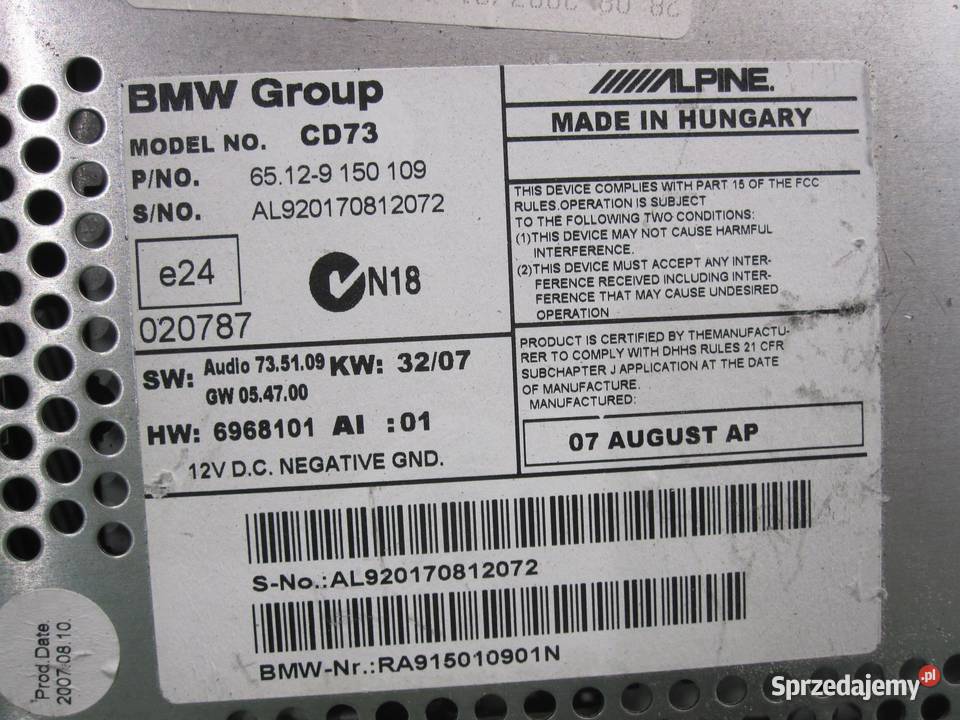 BMW Group
MODEL NO. CD73
P/NO. 65.12-9 150 109
S/NO. AL920170812072
e24
N18
020787
SW: Audio 73.51.09 KW: 32/07
GW 05.47.00
HW: 6968101 AI :01
12V D.C. NEGATIVE GND.
ALPINE.
MADE IN HUNGARY
THIS DEVICE COMPLIES WITH PART 15 OF THE FCC
RULES.OPERATION IS SUBJECT
TO THE FOLLOWING TWO CONDITIONS:
(1)THIS DEVICE MAY NOT CAUSE HARMFUL
INTERFERENCE.
(2)THIS DEVICE MUST ACCEPT ANY INTER-
FERENCE RECEIVED INCLUDING INTER-
FERENCE THAT MAY CAUSE UNDESIRED
OPERATION
PRODUCT IS CERTIFIED BY THEMANUFACTU-
RER TO COMPLY WITH DHHS RULES 21 CFR
SUBCHAPTER J APPLICATION AT THE DATE
OF MANUFACTURE.
MANUFACTURED:
07 AUGUST AP
S-No.:AL920170812072
BMW-Nr.:RA915010901N
Prod.Date.
2007.08.10.
Sprzedajemy.pl